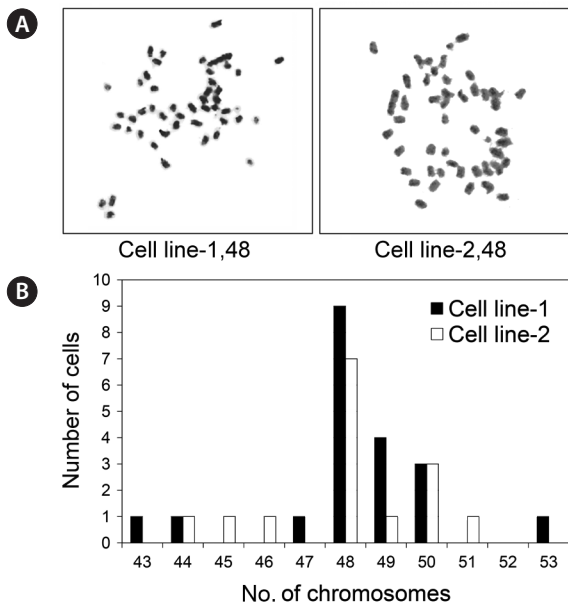 A
Cell line-1,48
Cell line-2,48
B
10
9
8
7
6
5
4
3
2
1
0
Number of cells
Cell line-1
Cell line-2
43 44 45 46 47 48 49 50 51 52 53
No. of chromosomes